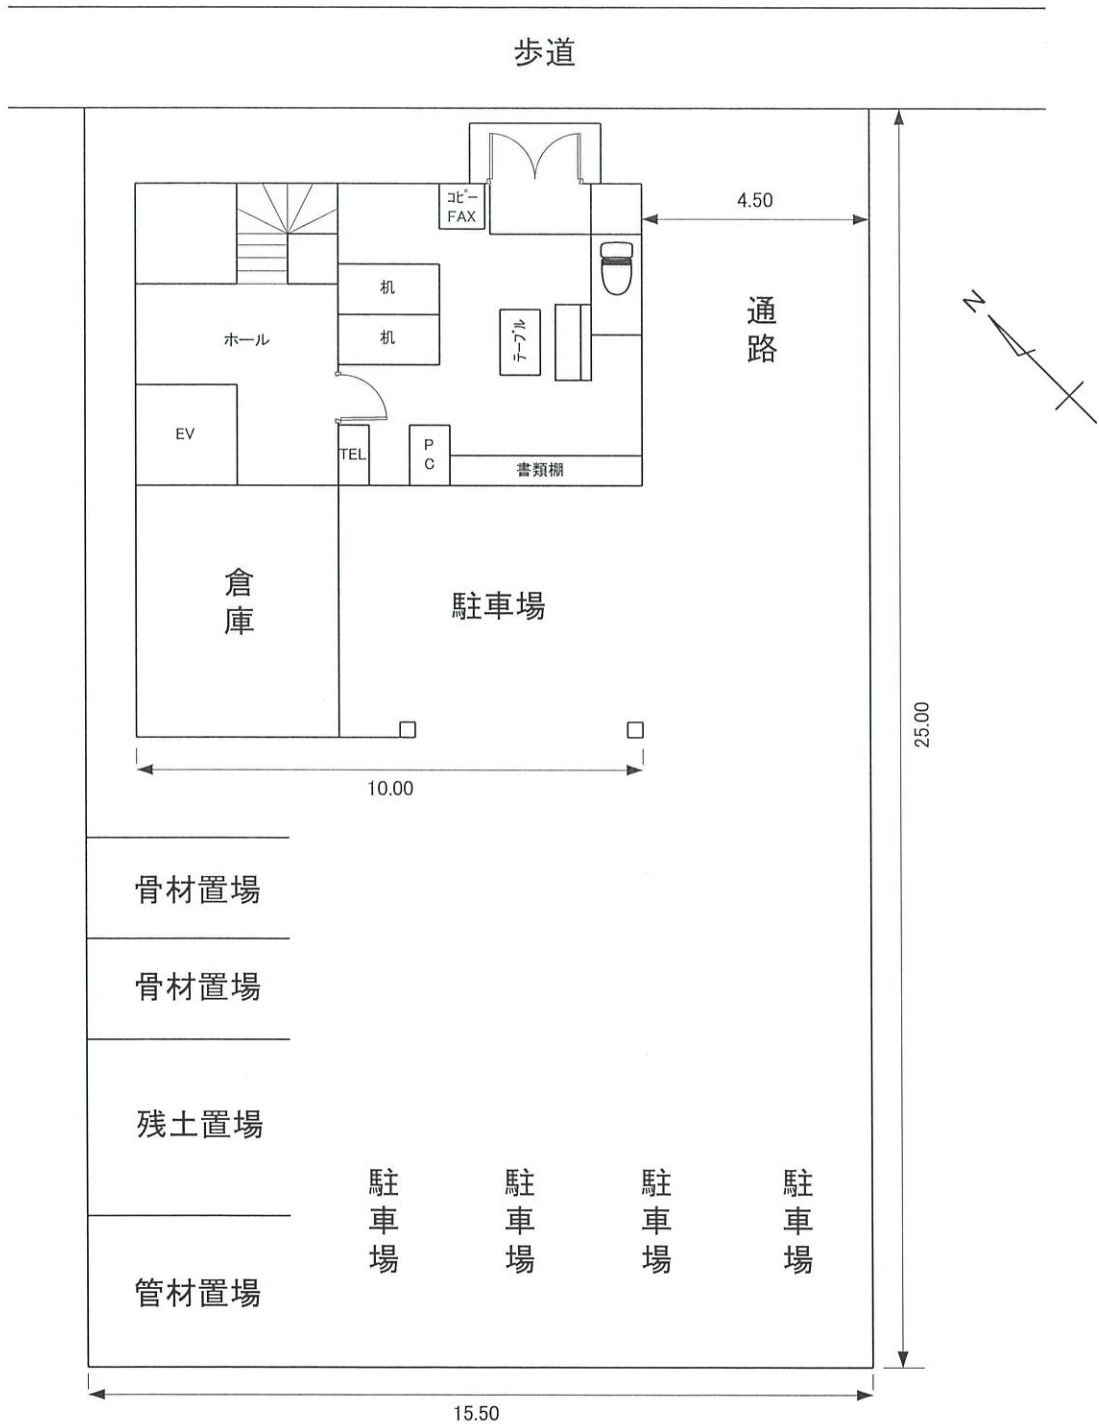 歩道
コピー
FAX
4.50
机
通路
N
机
テーブル
ホール
EV
TEL
PC
書類棚
倉庫
駐車場
25.00
10.00
骨材置場
骨材置場
残土置場
駐車場
駐車場
駐車場
駐車場
管材置場
15.50